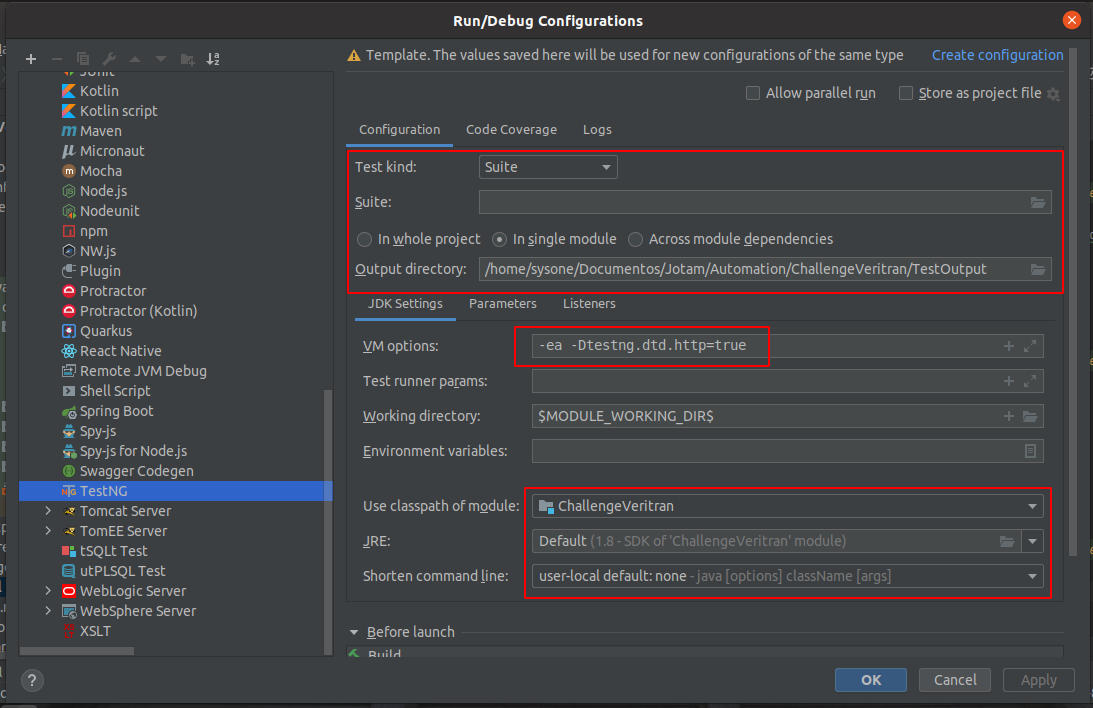 Run/Debug Configurations
JUnit
Kotlin
Kotlin script
Maven
Micronaut
Mocha
Node.js
Nodeunit
npm
NW.js
Plugin
Protractor
Protractor (Kotlin)
Quarkus
React Native
Remote JVM Debug
Shell Script
Spring Boot
Spy-js
Spy-js for Node.js
Swagger Codegen
TestNG
Tomcat Server
TomEE Server
tSQLt Test
utPLSQL Test
WebLogic Server
WebSphere Server
XSLT
Template. The values saved here will be used for new configurations of the same type Create configuration
Allow parallel run Store as project file
Configuration Code Coverage Logs
Test kind: Suite
Suite:
In whole project In single module Across module dependencies
Output directory: /home/sysone/Documentos/Jotam/Automation/ChallengeVeritran/TestOutput
JDK Settings Parameters Listeners
VM options: -ea -Dtestng.dtd.http=true
Test runner params:
Working directory: $MODULE_WORKING_DIR$
Environment variables:
Use classpath of module: ChallengeVeritran
JRE: Default (1.8 - SDK of 'ChallengeVeritran' module)
Shorten command line: user-local default: none - java [options] className [args]
Before launch
Build
? OK Cancel Apply